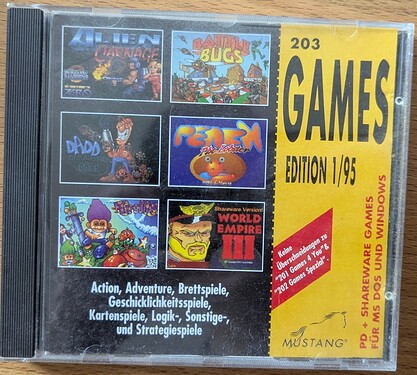 203
GAMES
EDITION 1/95
ALIEN
CARNAGE
BATTLE
BUGS
WORLD
EMPIRE
III
Shareware Version!
Keine
Überschneidungen zu
"201 Games 4 You" &
"202 Games Spezial".
PD + SHAREWARE GAMES
FÜR MS DOS UND WINDOWS
Action, Adventure, Brettspiele,
Geschicklichkeitsspiele,
Kartenspiele, Logik-, Sonstige-,
und Strategiespiele
MUSTANG®